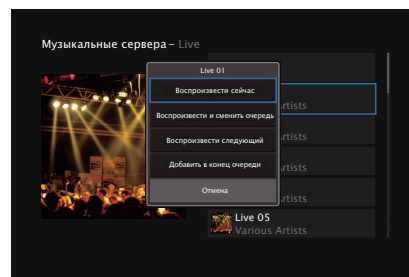 Музыкальные сервера – Live
Live 01
Воспроизвести сейчас
Воспроизвести и сменить очередь
Воспроизвести следующий
Добавить в конец очереди
Отмена
Artists
Artists
Artists
Artists
Live 05
Various Artists